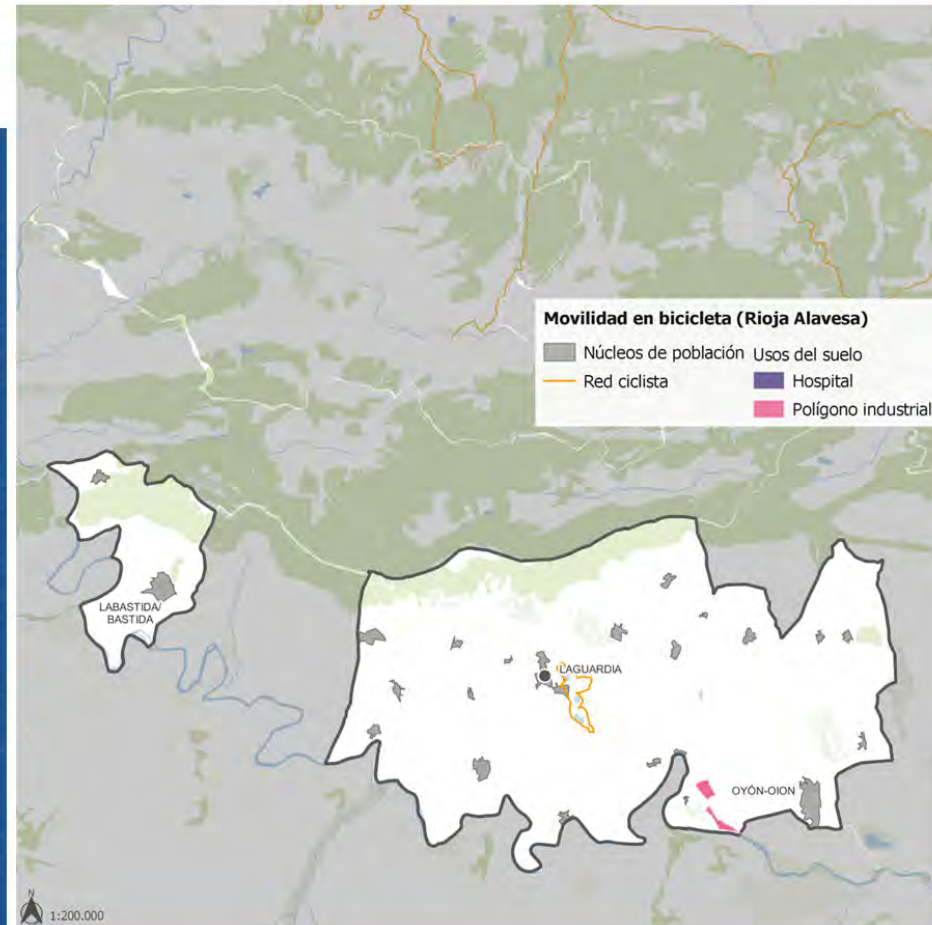 Movilidad en bicicleta (Rioja Alavesa)
Núcleos de población
Usos del suelo
Red ciclista
Hospital
Polígono industrial
LABASTIDA/
BASTIDA
LAGUARDIA
OYÓN-OION
N
1:200.000